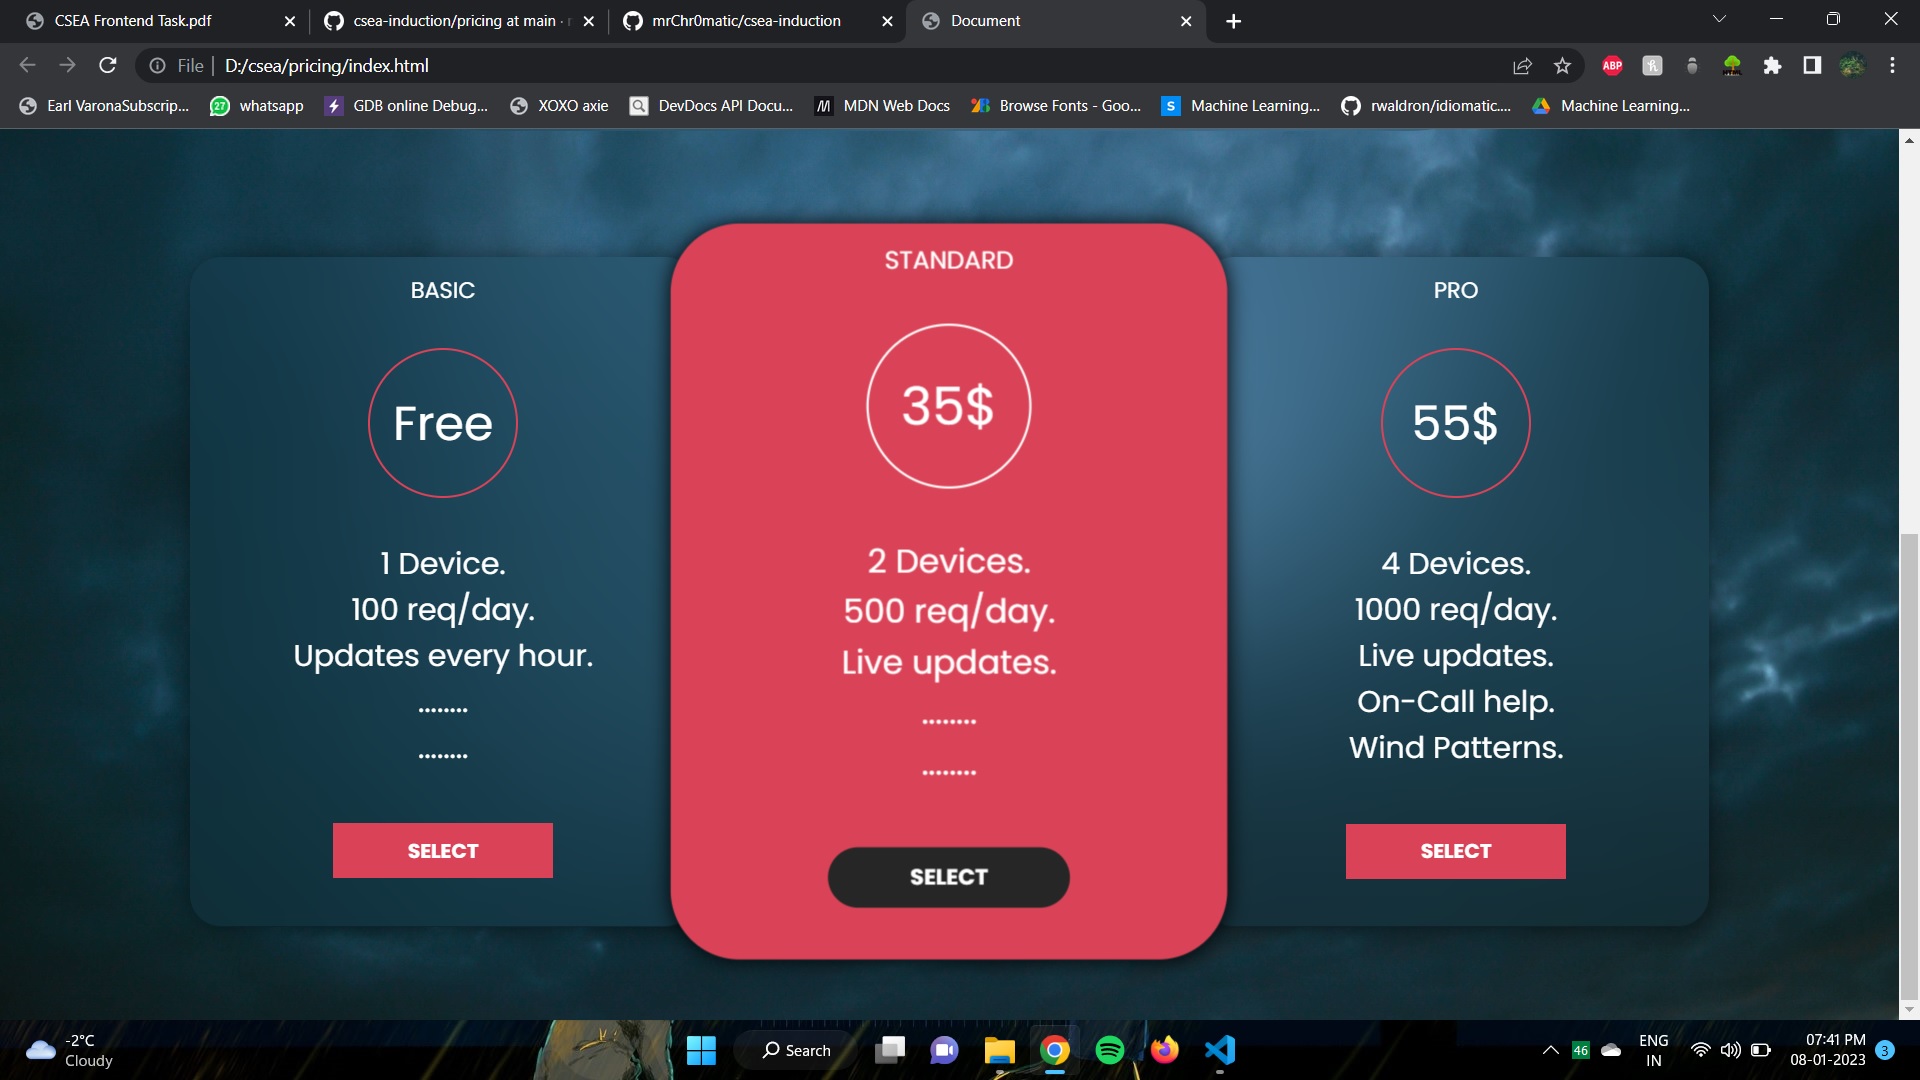 CSEA Frontend Task.pdf
csea-induction/pricing at main ·
mrChr0matic/csea-induction
Document
File
D:/csea/pricing/index.html
ABP
Earl VaronaSubscrip...
27
whatsapp
GDB online Debug...
XOXO axie
DevDocs API Docu...
MDN Web Docs
Browse Fonts - Goo...
S
Machine Learning...
rwaldron/idiomatic....
Machine Learning...
BASIC
Free
1 Device.
100 req/day.
Updates every hour.
........
........
SELECT
STANDARD
35$
2 Devices.
500 req/day.
Live updates.
........
........
SELECT
PRO
55$
4 Devices.
1000 req/day.
Live updates.
On-Call help.
Wind Patterns.
SELECT
-2°C
Cloudy
Search
46
ENG
IN
07:41 PM
08-01-2023
3